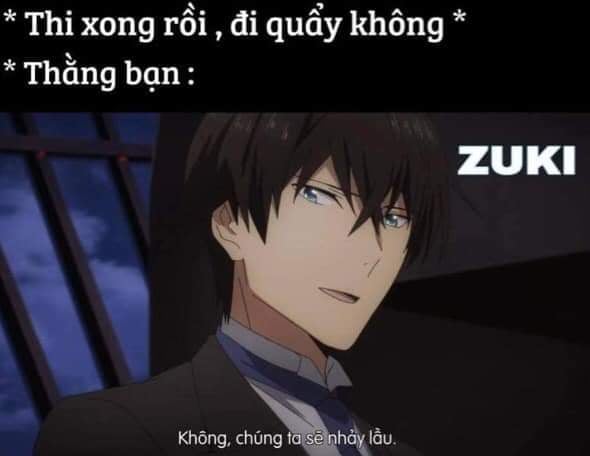 * Thi xong rồi , đi quẩy không *
* Thằng bạn :
ZUKI
Không, chúng ta sẽ nhảy lầu.